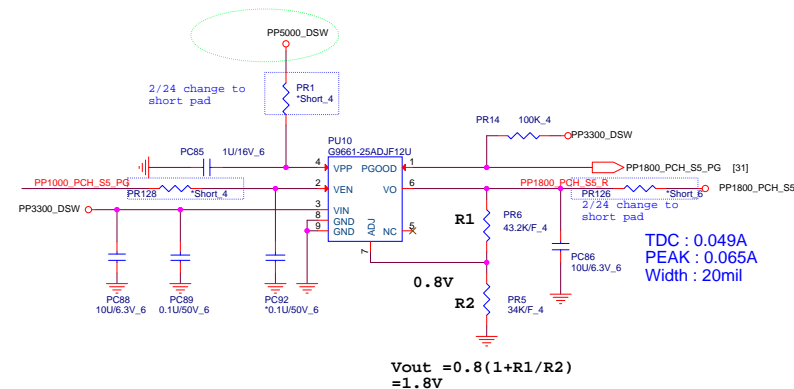 PP5000_DSW
2/24 change to
short pad
PR1
*Short_4
PR14
100K_4
PP3300_DSW
PU10
G9661-25ADJF12U
PC85
1U/16V_6
4
VPP
PGOOD
1
PP1800_PCH_S5_PG
[31]
PP1000_PCH_S5_PG
PR128
*Short_4
2
VEN
VO
6
PP1800_PCH_S5_R
PR126
*Short_6
PP1800_PCH_S5
2/24 change to
short pad
PP3300_DSW
3
VIN
8
GND
9
GND
ADJ
NC
5
7
R1
PR6
43.2K/F_4
PC86
10U/6.3V_6
TDC : 0.049A
PEAK : 0.065A
Width : 20mil
0.8V
R2
PR5
34K/F_4
PC88
10U/6.3V_6
PC89
0.1U/50V_6
PC92
*0.1U/50V_6
Vout =0.8(1+R1/R2)
=1.8V